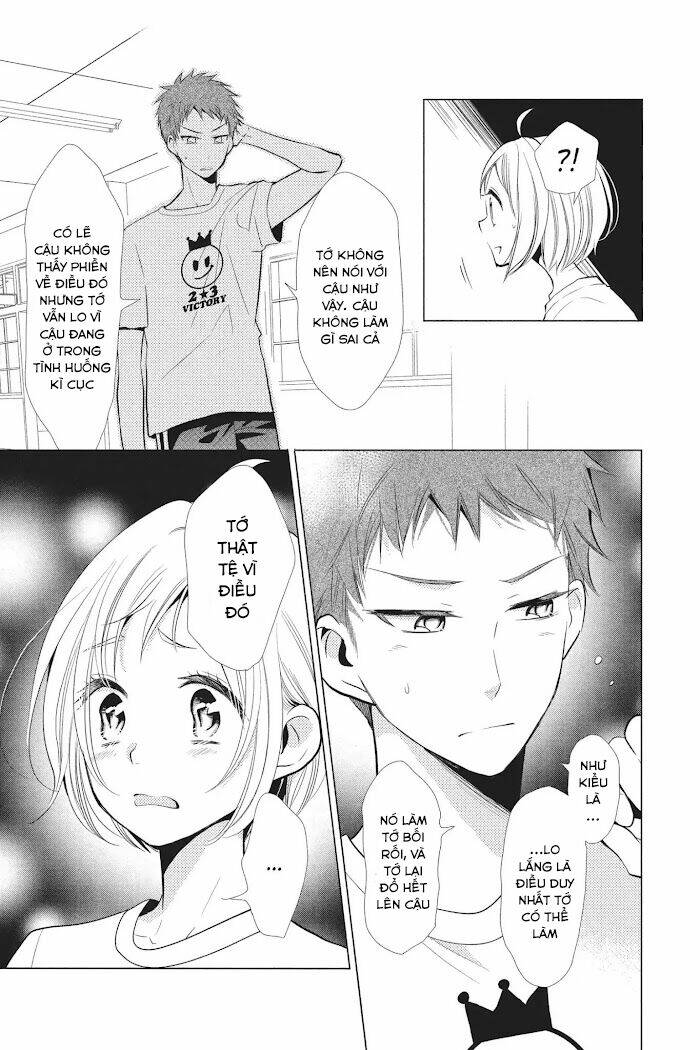 ?!
TỚ KHÔNG
NÊN NÓI VỚI
CẬU NHƯ
VẬY. CẬU
KHÔNG LÀM
GÌ SAI CẢ
CÓ LẼ
CẬU KHÔNG
THẤY PHIỀN
VỀ ĐIỀU ĐÓ
NHƯNG TỚ
VẪN LO VÌ
CẬU ĐANG
Ở TRONG
TÌNH HUỐNG
KÌ CỤC
2★3
VICTORY
NHƯ
KIỂU
LÀ
...
...LO
LẮNG LÀ
ĐIỀU DUY
NHẤT TỚ
CÓ THỂ
LÀM
NÓ LÀM
TỚ BỐI
RỐI, VÀ
TỚ LẠI
ĐỔ HẾT
LÊN CẬU
TỚ
THẬT
TỆ VÌ
ĐIỀU
ĐÓ
...